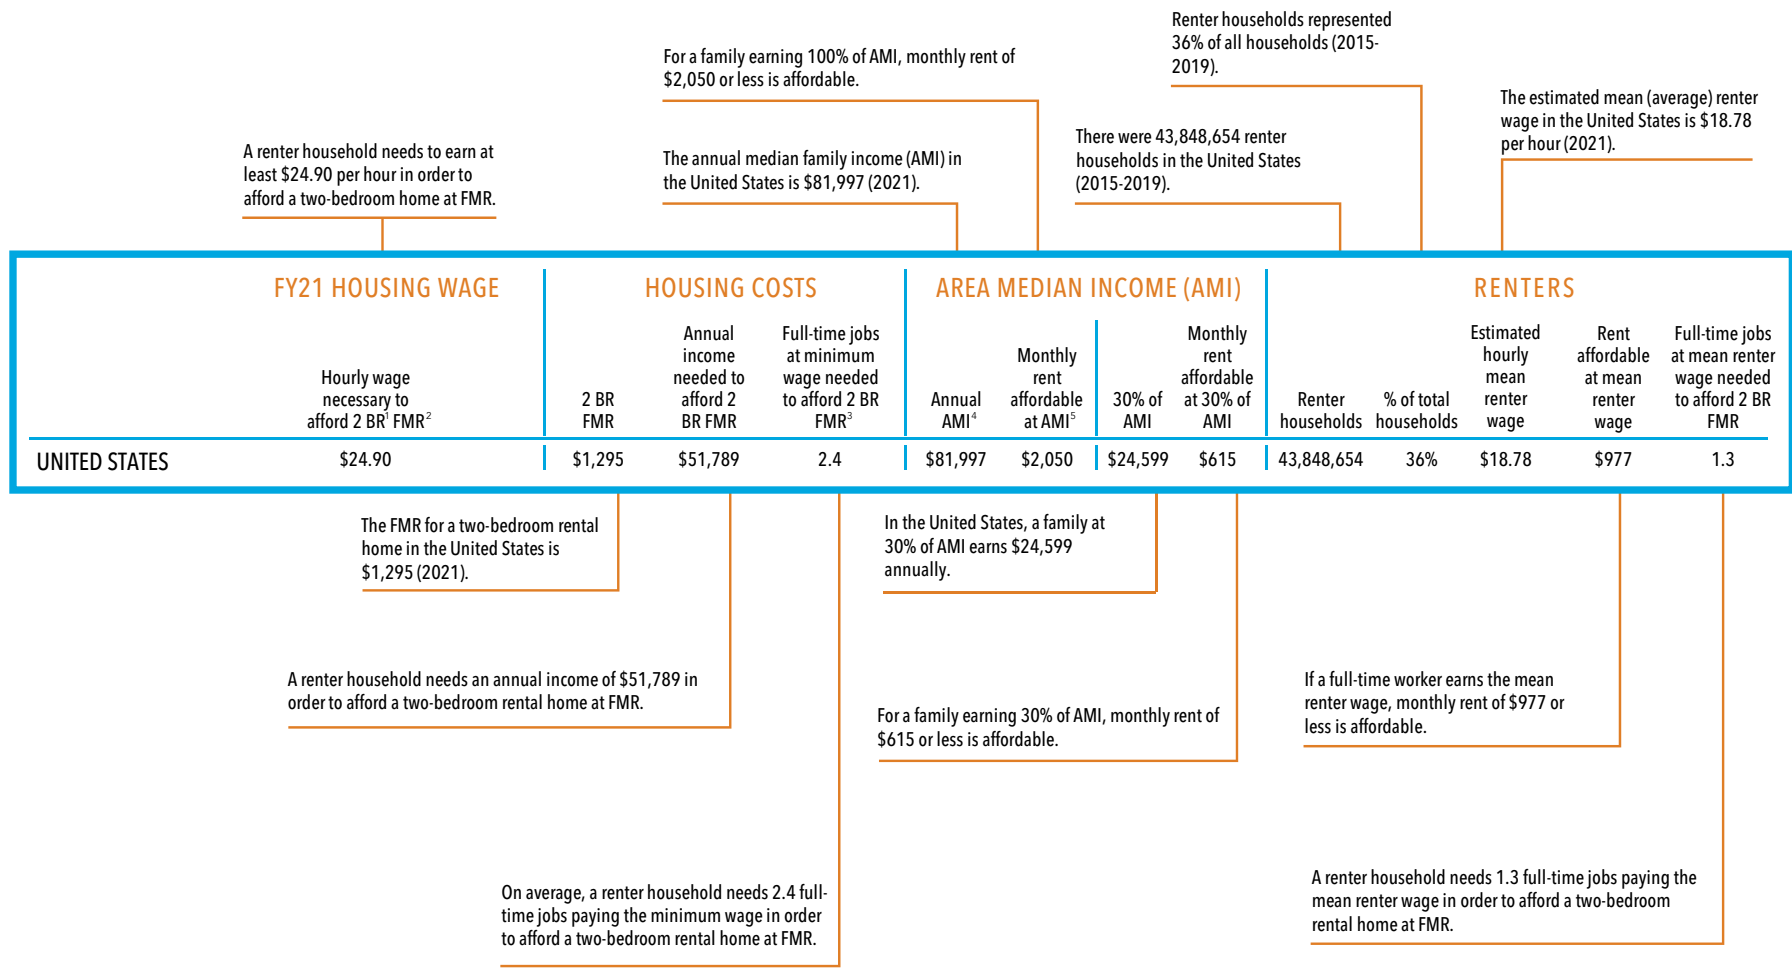 Renter households represented
36% of all households (2015-
2019).
For a family earning 100% of AMI, monthly rent of
$2,050 or less is affordable.
The estimated mean (average) renter
wage in the United States is $18.78
per hour (2021).
There were 43,848,654 renter
households in the United States
(2015-2019).
A renter household needs to earn at
least $24.90 per hour in order to
afford a two-bedroom home at FMR.
The annual median family income (AMI) in
the United States is $81,997 (2021).
FY21 HOUSING WAGE
HOUSING COSTS
AREA MEDIAN INCOME (AMI)
RENTERS
Hourly wage
necessary to
afford 2 BR¹ FMR²
2 BR
FMR
Annual
income
needed to
afford 2
BR FMR
Full-time jobs
at minimum
wage needed
to afford 2 BR
FMR³
Annual
AMI⁴
Monthly
rent
affordable
at AMI⁵
30% of
AMI
Monthly
rent
affordable
at 30% of
AMI
Renter
households
% of total
households
Estimated
hourly
mean
renter
wage
Rent
affordable
at mean
renter
wage
Full-time jobs
at mean renter
wage needed
to afford 2 BR
FMR
UNITED STATES $24.90 $1,295 $51,789 2.4 $81,997 $2,050 $24,599 $615 43,848,654 36% $18.78 $977 1.3
The FMR for a two-bedroom rental
home in the United States is
$1,295 (2021).
In the United States, a family at
30% of AMI earns $24,599
annually.
A renter household needs an annual income of $51,789 in
order to afford a two-bedroom rental home at FMR.
For a family earning 30% of AMI, monthly rent of
$615 or less is affordable.
If a full-time worker earns the mean
renter wage, monthly rent of $977 or
less is affordable.
On average, a renter household needs 2.4 full-
time jobs paying the minimum wage in order
to afford a two-bedroom rental home at FMR.
A renter household needs 1.3 full-time jobs paying the
mean renter wage in order to afford a two-bedroom
rental home at FMR.